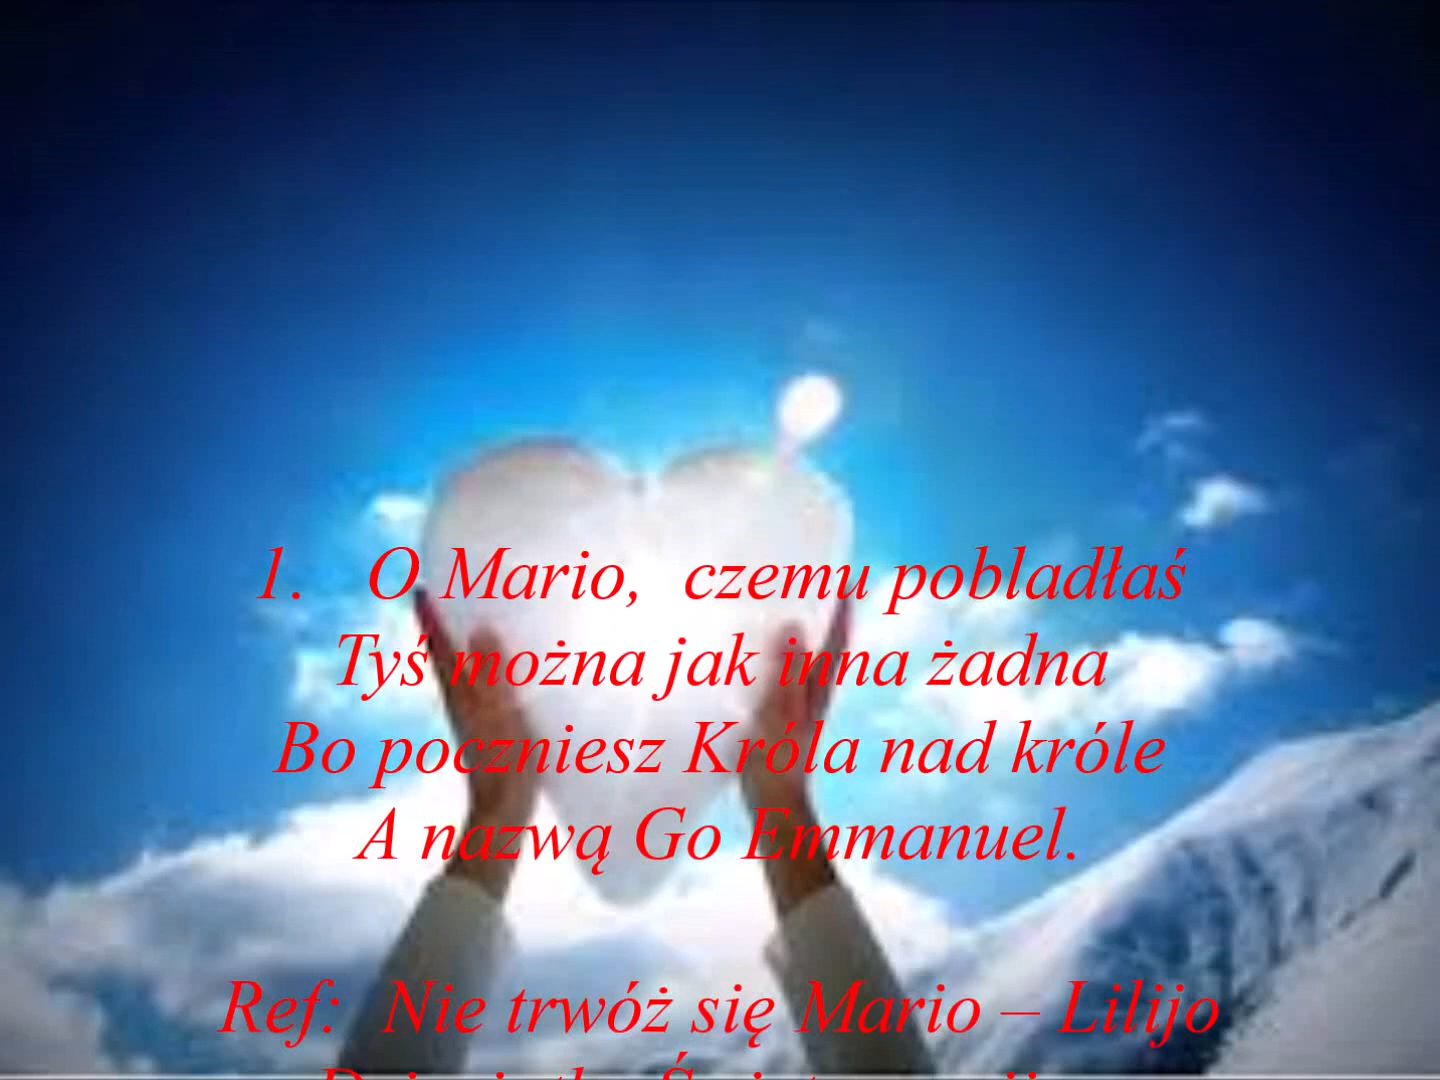 1. O Mario, czemu pobladłaś
Tyś można jak inna żadna
Bo poczniesz Króla nad króle
A nazwą Go Emmanuel.
Ref: Nie trwóż się Mario – Lilijo